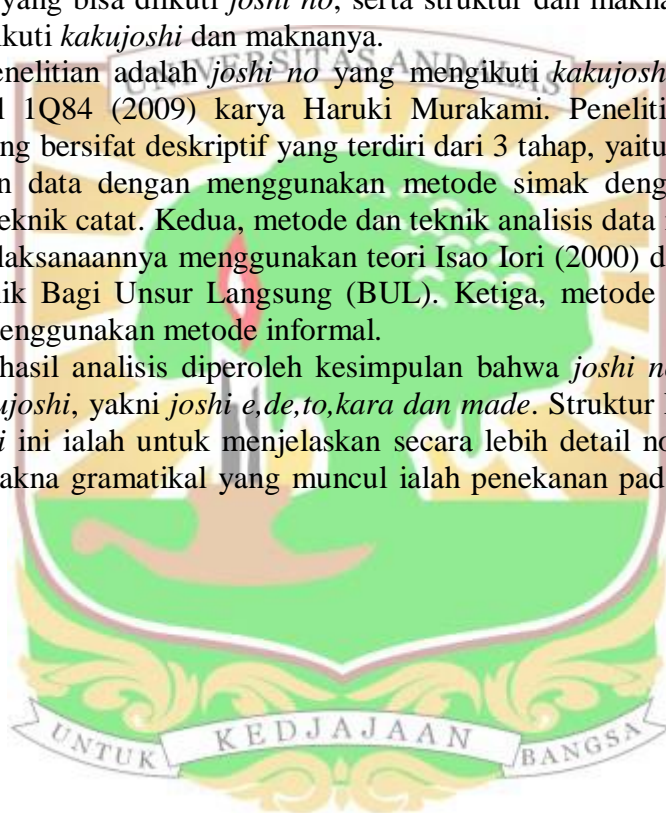 yang bisa diikuti joshi no, serta struktur dan makna
kuti kakujoshi dan maknanya.
UNIVERSITAS ANDALAS
enelitian adalah joshi no yang mengikuti kakujosh
1Q84 (2009) karya Haruki Murakami. Peneliti
ng bersifat deskriptif yang terdiri dari 3 tahap, yaitu
n data dengan menggunakan metode simak deng
eknik catat. Kedua, metode dan teknik analisis data
laksanaannya menggunakan teori Isao Iori (2000) d
ik Bagi Unsur Langsung (BUL). Ketiga, metode
enggunakan metode informal.
hasil analisis diperoleh kesimpulan bahwa joshi no
ujoshi, yakni joshi e,de,to,kara dan made. Struktur
i ini ialah untuk menjelaskan secara lebih detail no
akna gramatikal yang muncul ialah penekanan pad
UNTUK KEDJAJAAN BANGSA